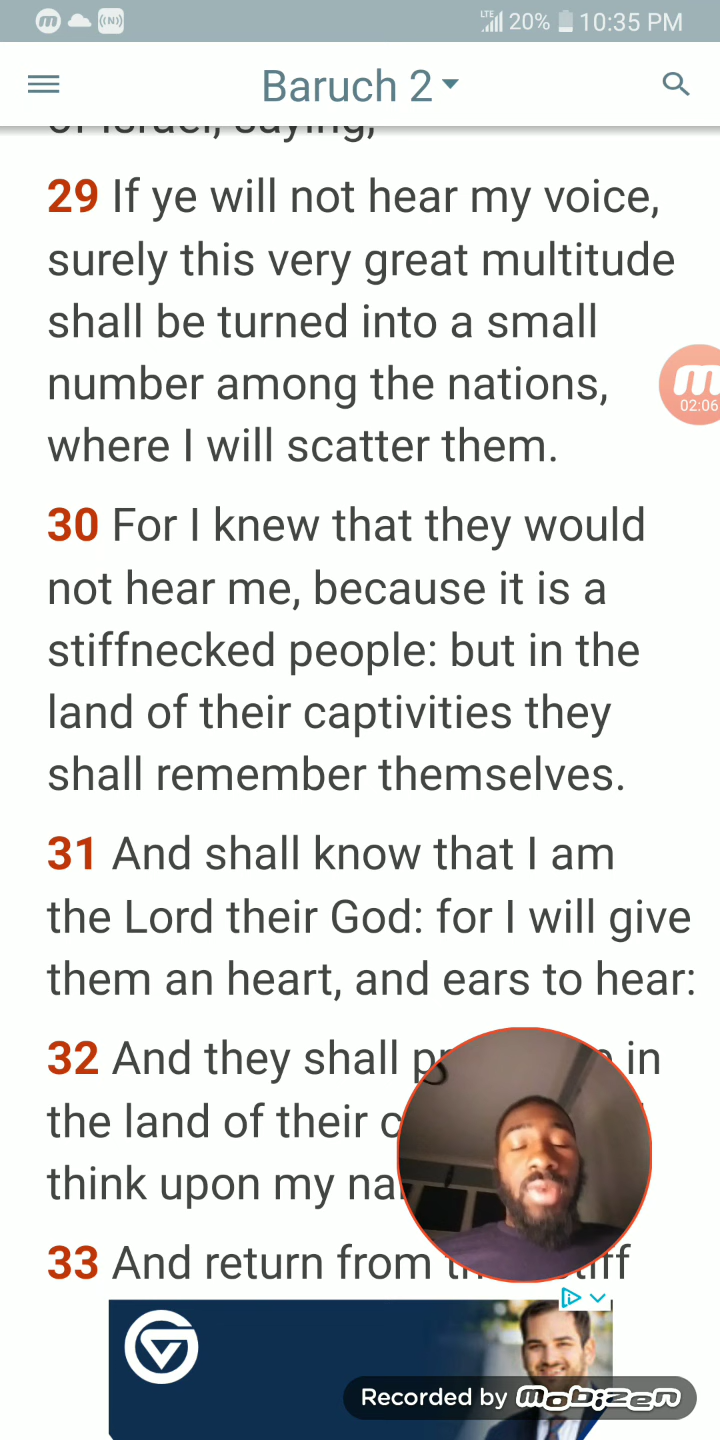 LTE 20% 10:35 PM
Baruch 2
of Israel, saying,
29 If ye will not hear my voice,
surely this very great multitude
shall be turned into a small
number among the nations,
where I will scatter them.
02:06
30 For I knew that they would
not hear me, because it is a
stiffnecked people: but in the
land of their captivities they
shall remember themselves.
31 And shall know that I am
the Lord their God: for I will give
them an heart, and ears to hear:
32 And they shall in
the land of their
think upon my
33 And return from
Recorded by Mobizen